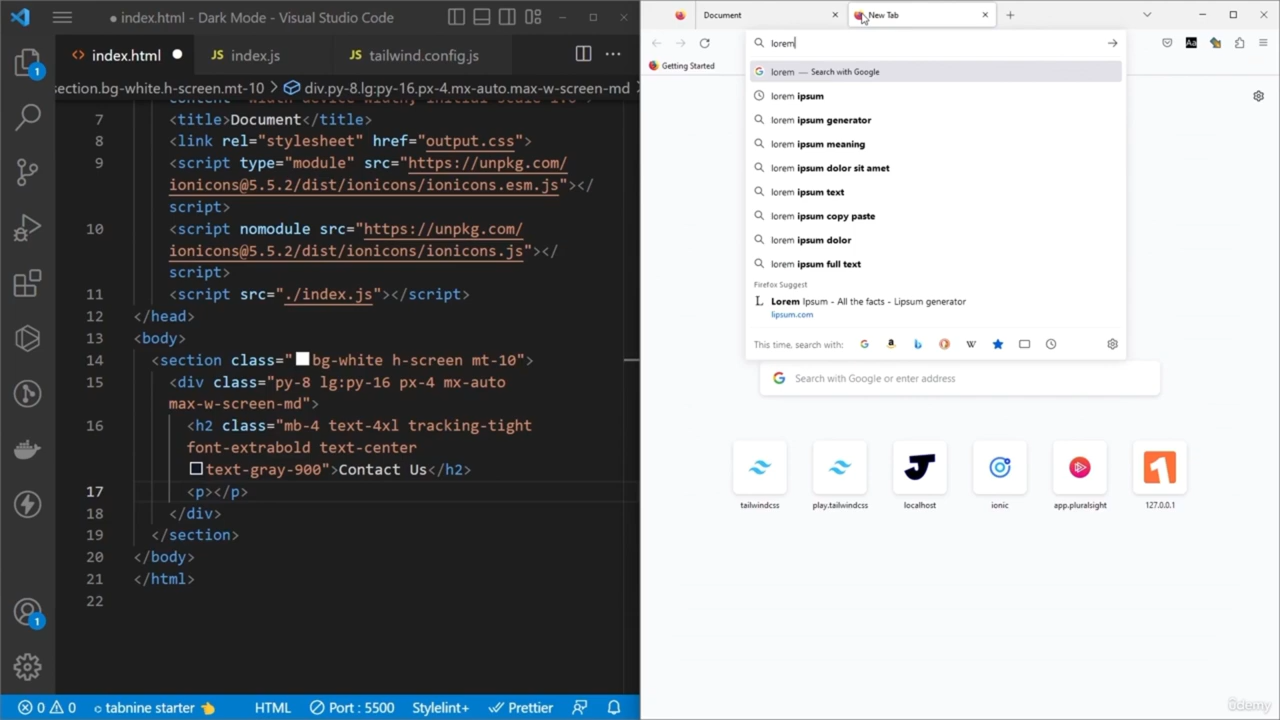 index.html - Dark Mode - Visual Studio Code
index.html
index.js
tailwind.config.js
section
screen.mt-10
div.py-8.lg:py-16.px-4.mx-auto.max-w-screen-md
7
<title>Document</title>
8
<link rel="stylesheet" href="output.css">
9
<script type="module" src="https://unpkg.com/
ionicons@5.5.2/dist/ionicons/ionicons.esm.js"></
script>
10
<script nomodule src="https://unpkg.com/
ionicons@5.5.2/dist/ionicons/ionicons.js"></
script>
11
<script src="./index.js"></script>
12
</head>
13
<body>
14
<section class="bg-white h-screen mt-10">
15
<div class="py-8 lg:py-16 px-4 mx-auto
max-w-screen-md">
16
<h2 class="mb-4 text-4xl tracking-tight
font-extrabold text-center
text-gray-900">Contact Us</h2>
17
<p></p>
18
</div>
19
</section>
20
</body>
21
</html>
22
1
1
0
0
tabnine starter
HTML
Port : 5500
Stylelint+
Prettier
Document
New Tab
lorem
Getting Started
lorem — Search with Google
lorem ipsum
lorem ipsum generator
lorem ipsum meaning
lorem ipsum dolor sit amet
lorem ipsum text
lorem ipsum copy paste
lorem ipsum dolor
lorem ipsum full text
Firefox Suggest
Lorem Ipsum - All the facts - Lipsum generator
lipsum.com
This time, search with:
Search with Google or enter address
tailwindcss
play.tailwindcss
localhost
ionic
app.pluralsight
127.0.0.1
ûdemy